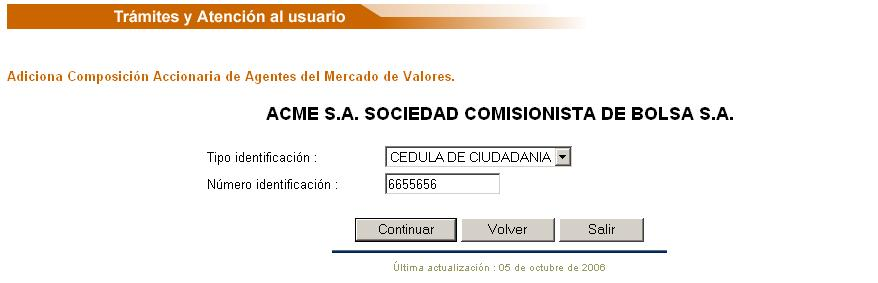 Trámites y Atención al usuario
Adiciona Composición Accionaria de Agentes del Mercado de Valores.
ACME S.A. SOCIEDAD COMISIONISTA DE BOLSA S.A.
Tipo identificación : CEDULA DE CIUDADANIA
Número identificación : 6655656
Continuar Volver Salir
Última actualización : 05 de octubre de 2006